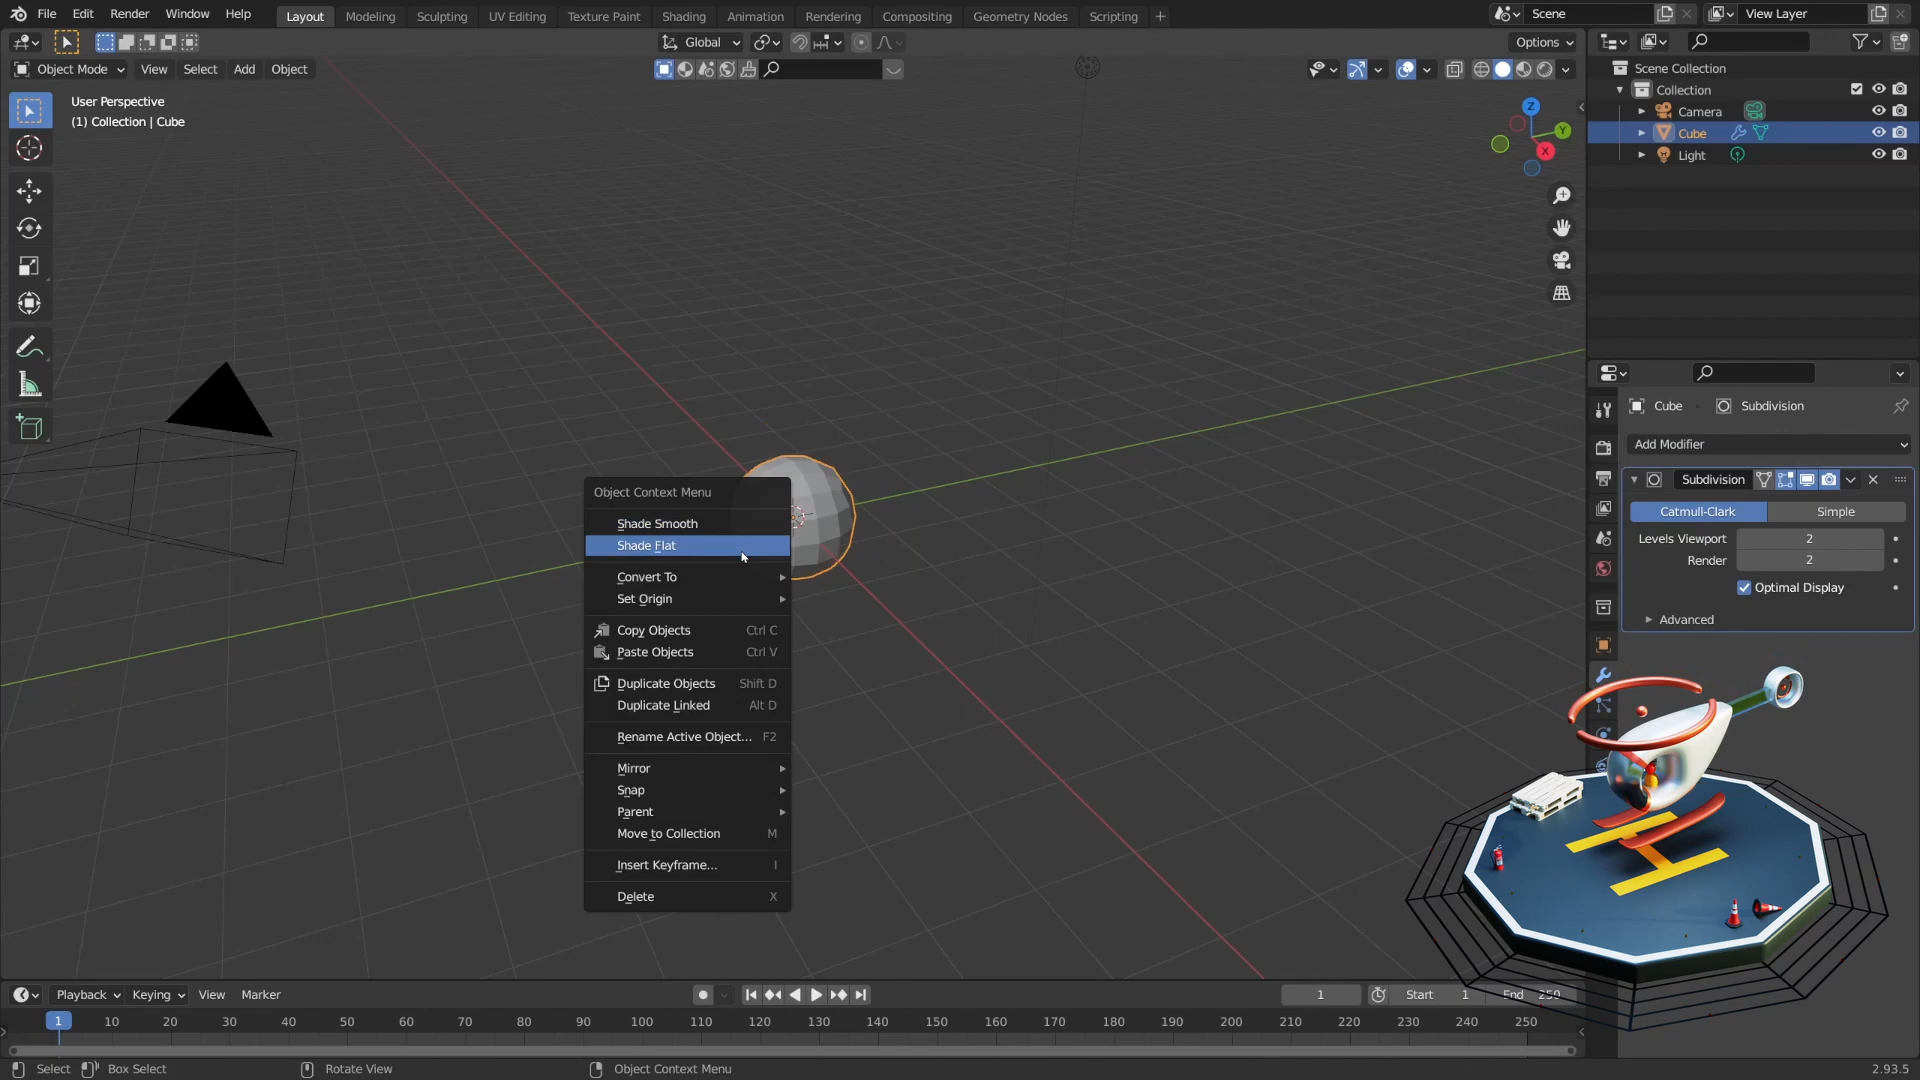 File Edit Render Window Help Layout Modeling Sculpting UV Editing Texture Paint Shading Animation Rendering Compositing Geometry Nodes Scripting + Scene View Layer
Global Options
Object Mode View Select Add Object
User Perspective
(1) Collection | Cube
Z
Y
X
Scene Collection
Collection
Camera
Cube
Light
Cube Subdivision
Add Modifier
Subdivision
Catmull-Clark Simple
Levels Viewport 2
Render 2
Optimal Display
Advanced
Object Context Menu
Shade Smooth
Shade Flat
Convert To
Set Origin
Copy Objects Ctrl C
Paste Objects Ctrl V
Duplicate Objects Shift D
Duplicate Linked Alt D
Rename Active Object... F2
Mirror
Snap
Parent
Move to Collection M
Insert Keyframe... I
Delete X
H
Playback Keying View Marker 1 Start 1 End 250
1 10 20 30 40 50 60 70 80 90 100 110 120 130 140 150 160 170 180 190 200 210 220 230 240 250
Select Box Select Rotate View Object Context Menu 2.93.5